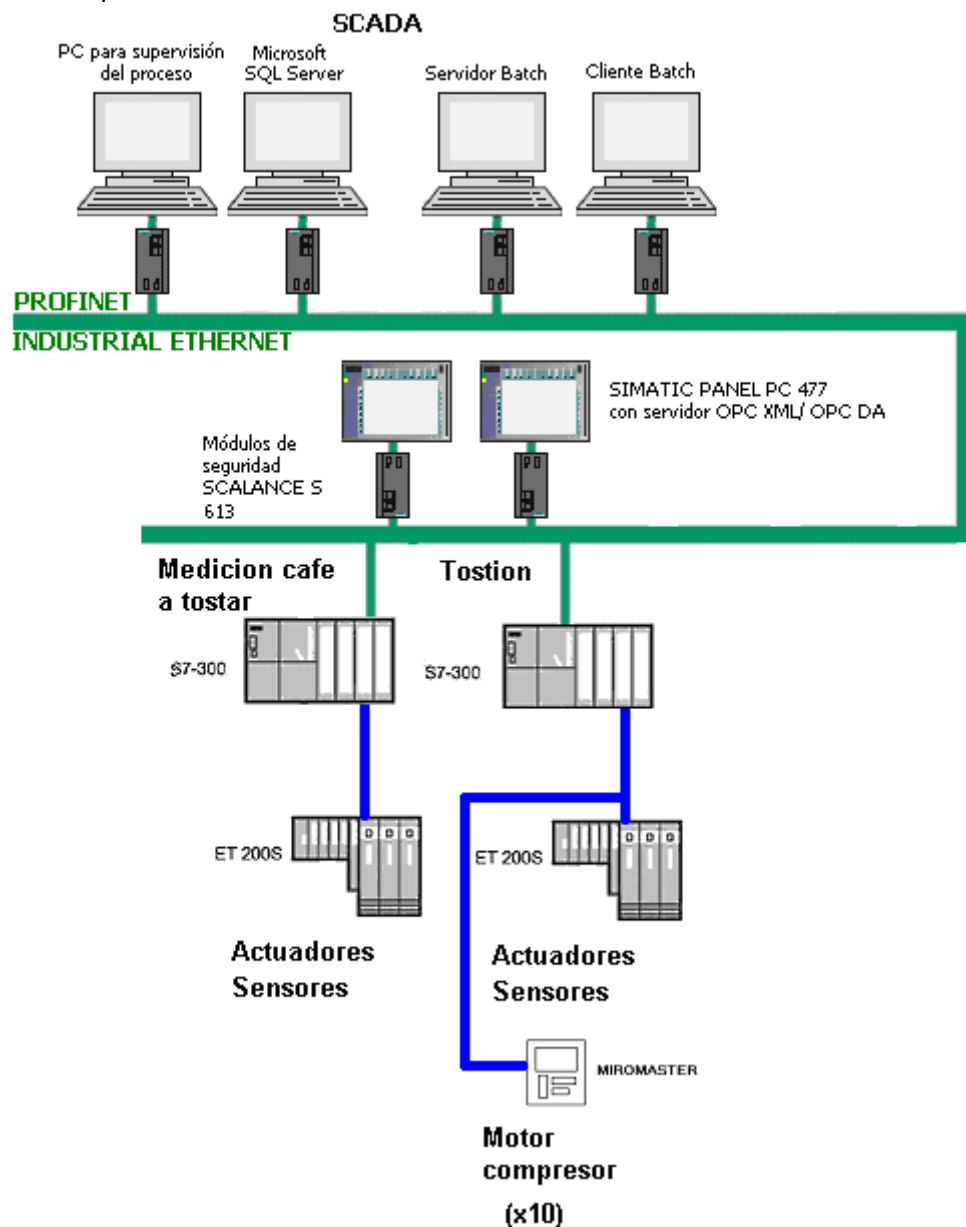 SCADA
PC para supervisión
del proceso
Microsoft
SQL Server
Servidor Batch
Cliente Batch
PROFINET
INDUSTRIAL ETHERNET
SIMATIC PANEL PC 477
con servidor OPC XML/ OPC DA
Módulos de
seguridad
SCALANCE S
613
Medicion cafe
a tostar
Tostion
S7-300
S7-300
ET 200S
ET 200S
Actuadores
Sensores
Actuadores
Sensores
MIROMASTER
Motor
compresor
(x10)